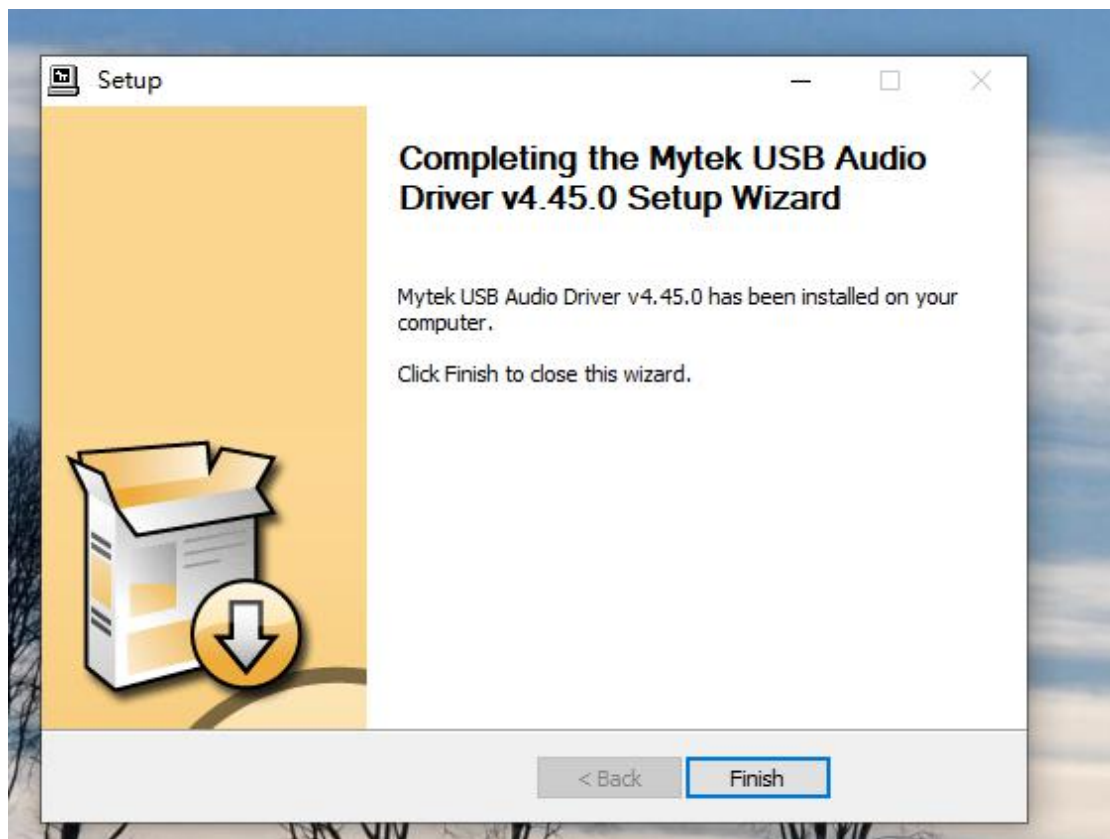 Setup
Completing the Mytek USB Audio
Driver v4.45.0 Setup Wizard
Mytek USB Audio Driver v4.45.0 has been installed on your
computer.
Click Finish to close this wizard.
< Back
Finish